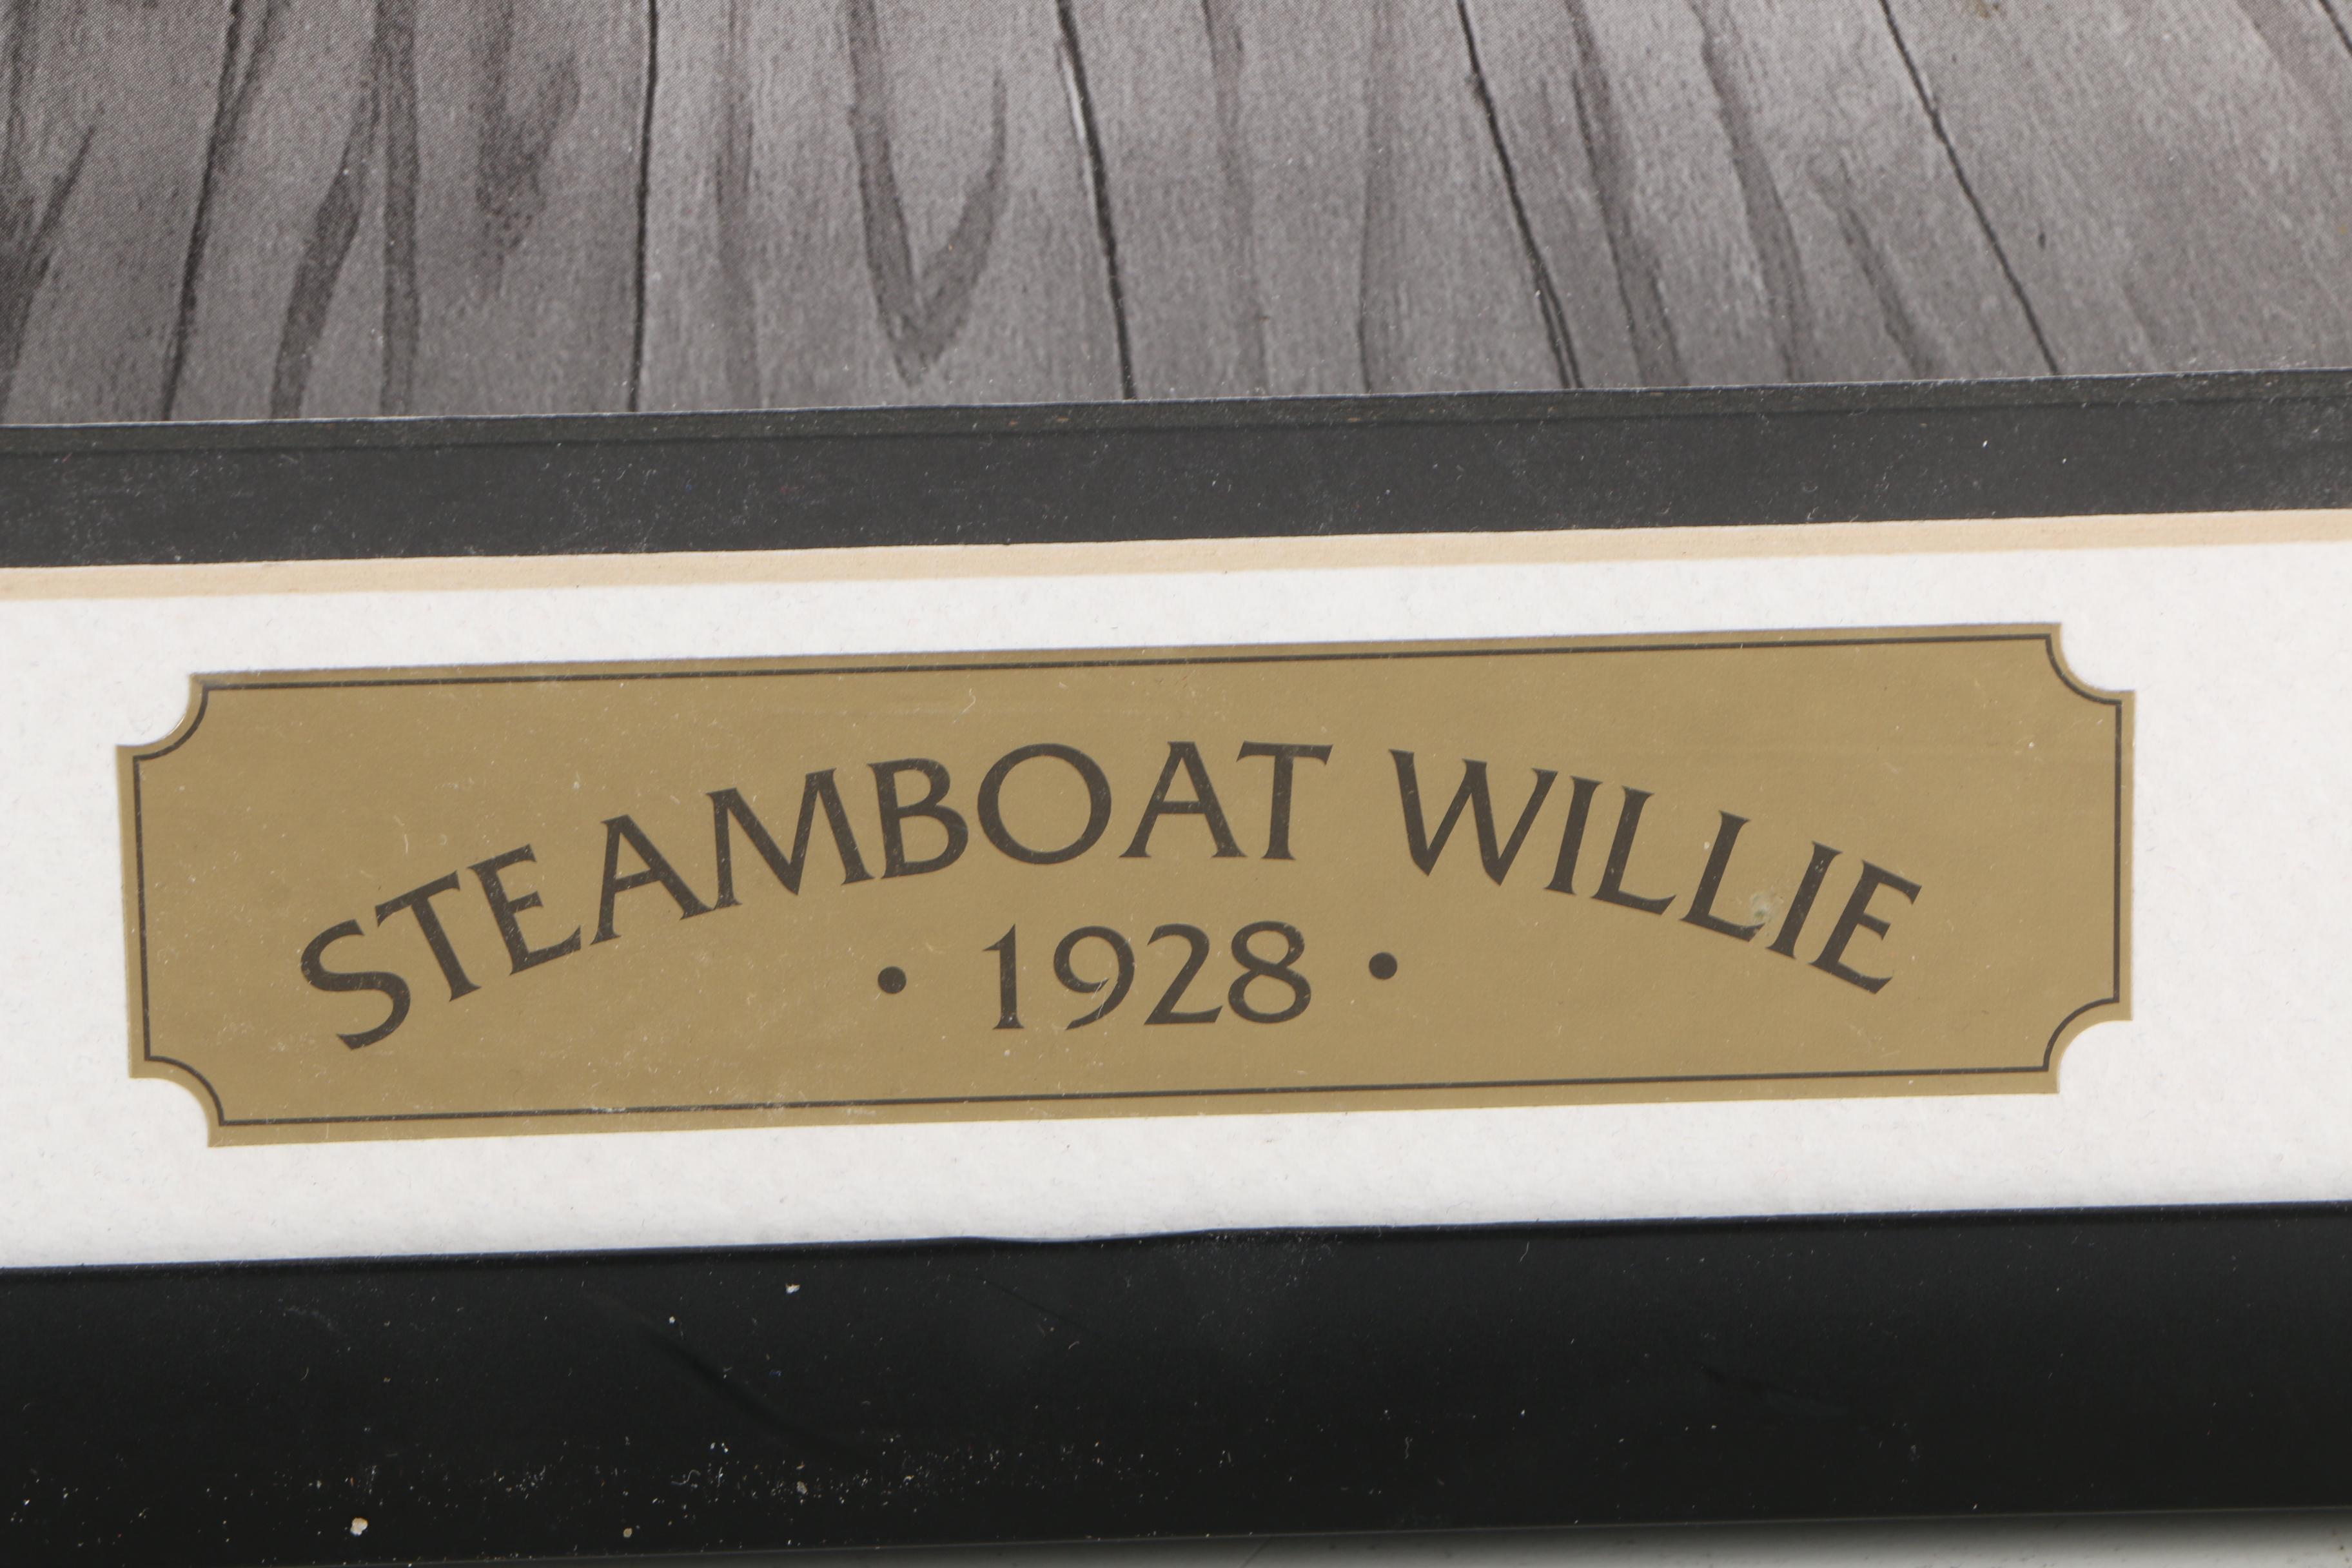 STEAMBOAT WILLIE
• 1928 •